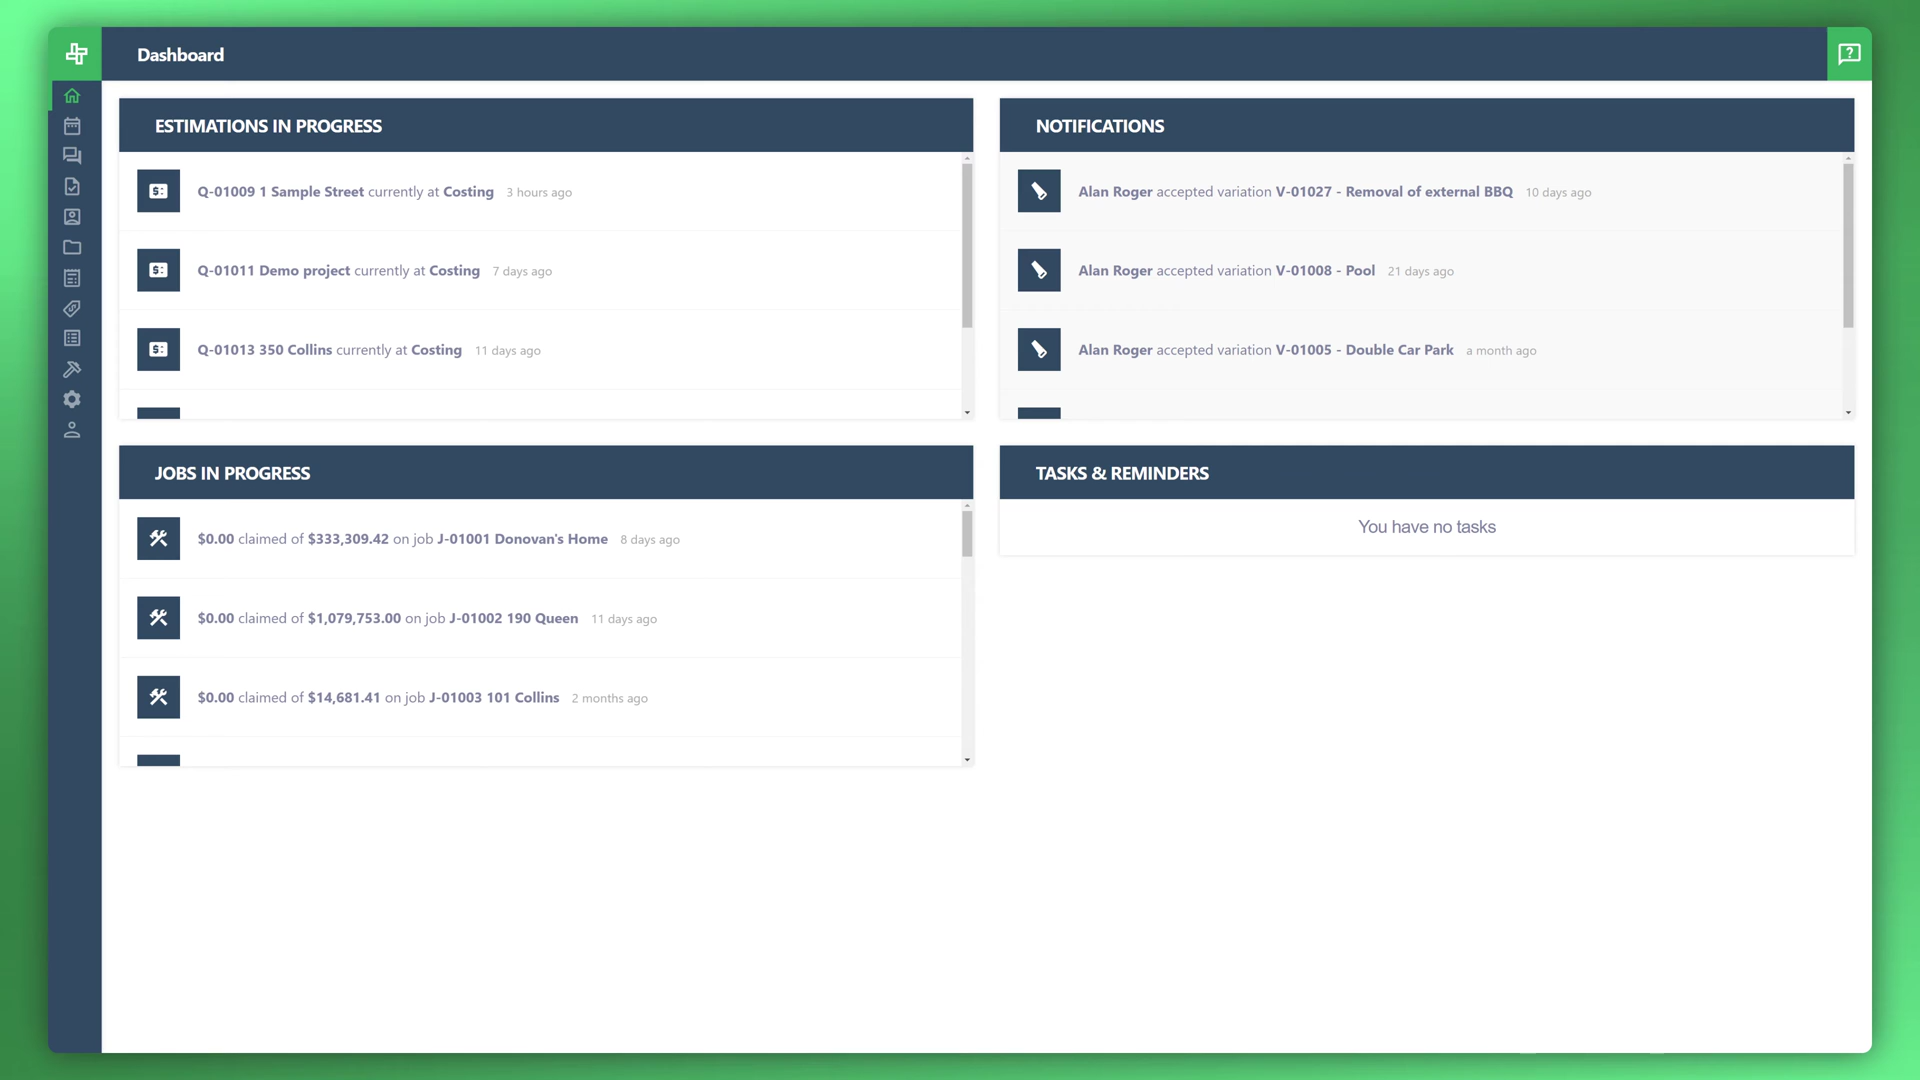 Dashboard
ESTIMATIONS IN PROGRESS
Q-01009 1 Sample Street currently at Costing 3 hours ago
Q-01011 Demo project currently at Costing 7 days ago
Q-01013 350 Collins currently at Costing 11 days ago
NOTIFICATIONS
Alan Roger accepted variation V-01027 - Removal of external BBQ 10 days ago
Alan Roger accepted variation V-01008 - Pool 21 days ago
Alan Roger accepted variation V-01005 - Double Car Park a month ago
JOBS IN PROGRESS
$0.00 claimed of $333,309.42 on job J-01001 Donovan's Home 8 days ago
$0.00 claimed of $1,079,753.00 on job J-01002 190 Queen 11 days ago
$0.00 claimed of $14,681.41 on job J-01003 101 Collins 2 months ago
TASKS & REMINDERS
You have no tasks